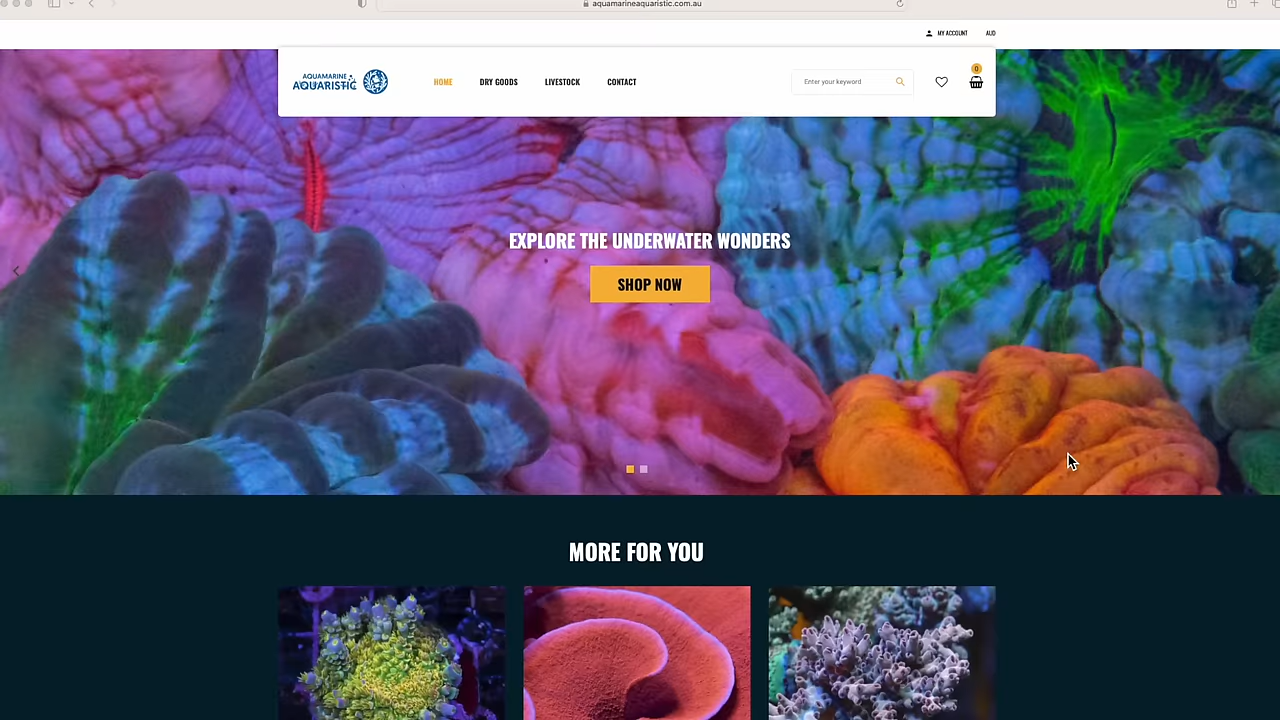 aquamarineaquaristic.com.au
MY ACCOUNT AUD
AQUAMARINE
AQUARISTIC
HOME DRY GOODS LIVESTOCK CONTACT
Enter your keyword
0
EXPLORE THE UNDERWATER WONDERS
SHOP NOW
MORE FOR YOU